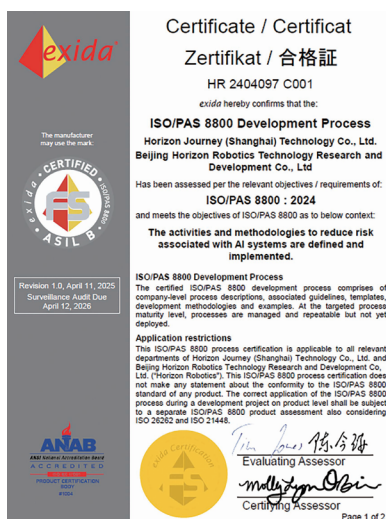 exida
Certificate / Certificat
Zertifikat / 合格証
HR 2404097 C001
exida hereby confirms that the:
ISO/PAS 8800 Development Process
Horizon Journey (Shanghai) Technology Co., Ltd.
Beijing Horizon Robotics Technology Research and
Development Co., Ltd
Has been assessed per the relevant objectives / requirements of:
ISO/PAS 8800 : 2024
and meets the objectives of ISO/PAS 8800 as to below context:
The activities and methodologies to reduce risk
associated with AI systems are defined and
implemented.
The manufacturer
may use the mark:
exida CERTIFIED ISO/PAS 8800
FS
ASIL B
Revision 1.0, April 11, 2025
Surveillance Audit Due
April 12, 2026
ISO/PAS 8800 Development Process
The certified ISO/PAS 8800 development process comprises of
company-level process descriptions, associated guidelines, templates,
development methodologies and examples. At the targeted process
maturity level, processes are managed and repeatable but not yet
deployed.
Application restrictions
This ISO/PAS 8800 process certification is applicable to all relevant
departments of Horizon Journey (Shanghai) Technology Co., Ltd. and
Beijing Horizon Robotics Technology Research and Development Co,
Ltd. ("Horizon Robotics"). This ISO/PAS 8800 process certification does
not make any statement about the conformity to the ISO/PAS 8800
standard of any product. The correct application of the ISO/PAS 8800
process during a development project on product level shall be subject
to a separate ISO/PAS 8800 product assessment also considering
ISO 26262 and ISO 21448.
ANAB
ANSI National Accreditation Board
ACCREDITED
PRODUCT CERTIFICATION
BODY
#1004
exida Certification
FS
Evaluating Assessor
Certifying Assessor
Page 1 of 2